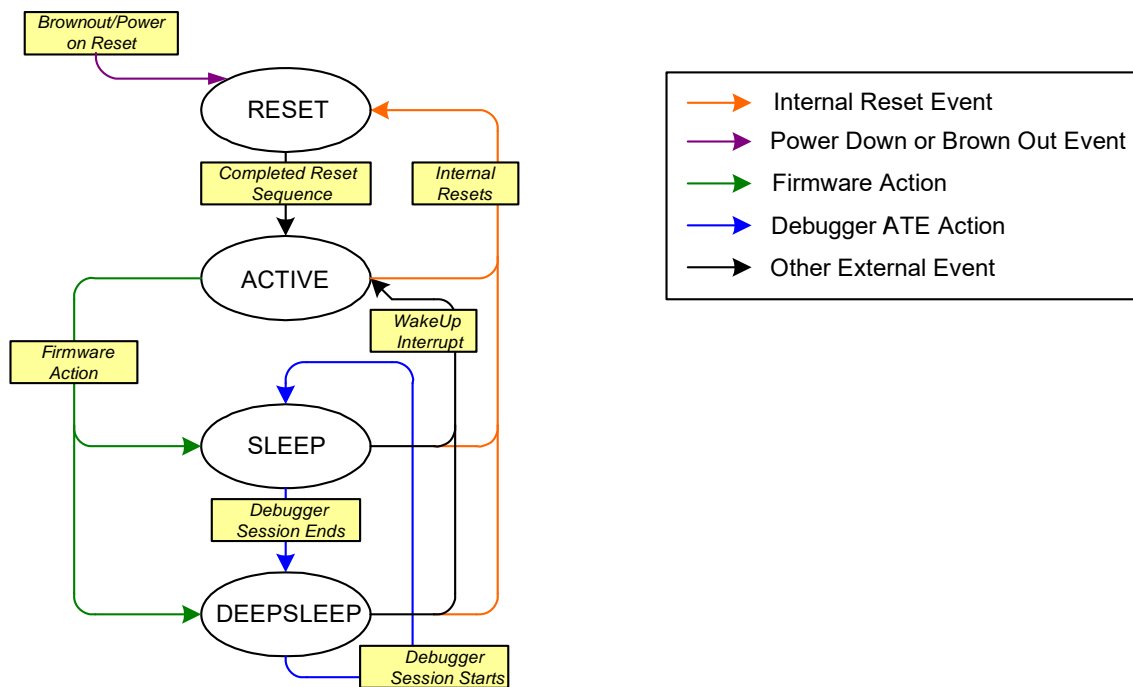 Brownout/Power
on Reset
RESET
Completed Reset
Sequence
Internal
Resets
ACTIVE
WakeUp
Interrupt
Firmware
Action
SLEEP
Debugger
Session Ends
DEEPSLEEP
Debugger
Session Starts
Internal Reset Event
Power Down or Brown Out Event
Firmware Action
Debugger ATE Action
Other External Event